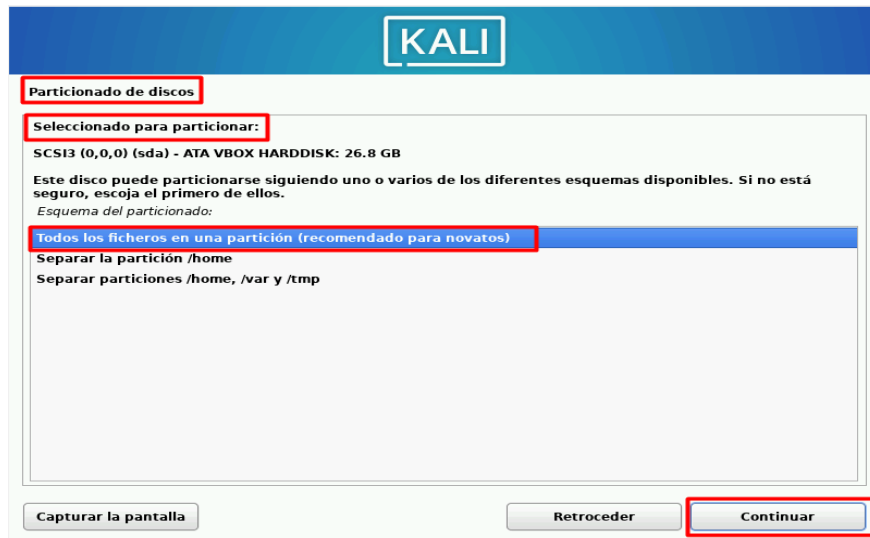 KALI
Particionado de discos
Seleccionado para particionar:
SCSI3 (0,0,0) (sda) - ATA VBOX HARDDISK: 26.8 GB
Este disco puede particionarse siguiendo uno o varios de los diferentes esquemas disponibles. Si no está
seguro, escoja el primero de ellos.
Esquema del particionado:
Todos los ficheros en una partición (recomendado para novatos)
Separar la partición /home
Separar particiones /home, /var y /tmp
Capturar la pantalla
Retroceder
Continuar